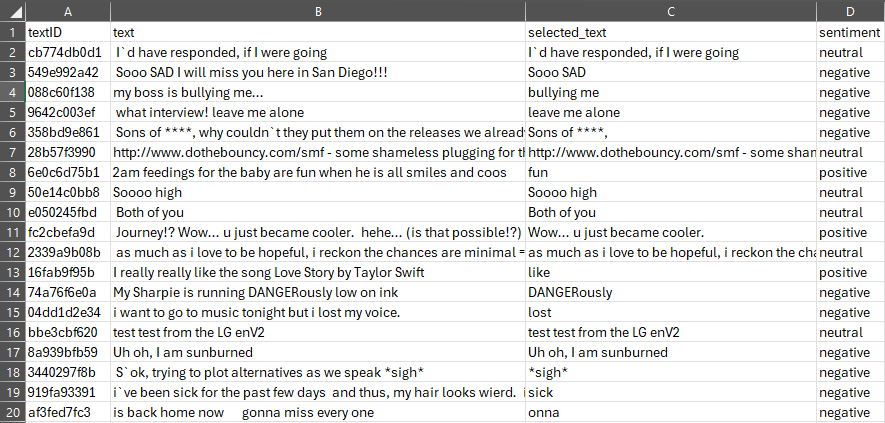 A B C D
1 textID text selected_text sentiment
2 cb774db0d1 I`d have responded, if I were going I`d have responded, if I were going neutral
3 549e992a42 Sooo SAD I will miss you here in San Diego!!! Sooo SAD negative
4 088c60f138 my boss is bullying me... bullying me negative
5 9642c003ef what interview! leave me alone leave me alone negative
6 358bd9e861 Sons of ****, why couldn`t they put them on the releases we alread Sons of ****, negative
7 28b57f3990 http://www.dothebouncy.com/smf - some shameless plugging for th http://www.dothebouncy.com/smf - some sham neutral
8 6e0c6d75b1 2am feedings for the baby are fun when he is all smiles and coos fun positive
9 50e14c0bb8 Soooo high Soooo high neutral
10 e050245fbd Both of you Both of you neutral
11 fc2cbefa9d Journey!? Wow... u just became cooler. hehe... (is that possible!?) Wow... u just became cooler. positive
12 2339a9b08b as much as i love to be hopeful, i reckon the chances are minimal = as much as i love to be hopeful, i reckon the cha neutral
13 16fab9f95b I really really like the song Love Story by Taylor Swift like positive
14 74a76f6e0a My Sharpie is running DANGERously low on ink DANGERously negative
15 04dd1d2e34 i want to go to music tonight but i lost my voice. lost negative
16 bbe3cbf620 test test from the LG enV2 test test from the LG enV2 neutral
17 8a939bfb59 Uh oh, I am sunburned Uh oh, I am sunburned negative
18 3440297f8b S`ok, trying to plot alternatives as we speak *sigh* *sigh* negative
19 919fa93391 i`ve been sick for the past few days and thus, my hair looks wierd. i sick negative
20 af3fed7fc3 is back home now gonna miss every one onna negative